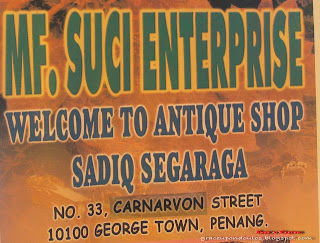 MF. SUCI ENTERPRISE
WELCOME TO ANTIQUE SHOP
SADIQ SEGARAGA
NO. 33, CARNARVON STREET
10100 GEORGE TOWN, PENANG.